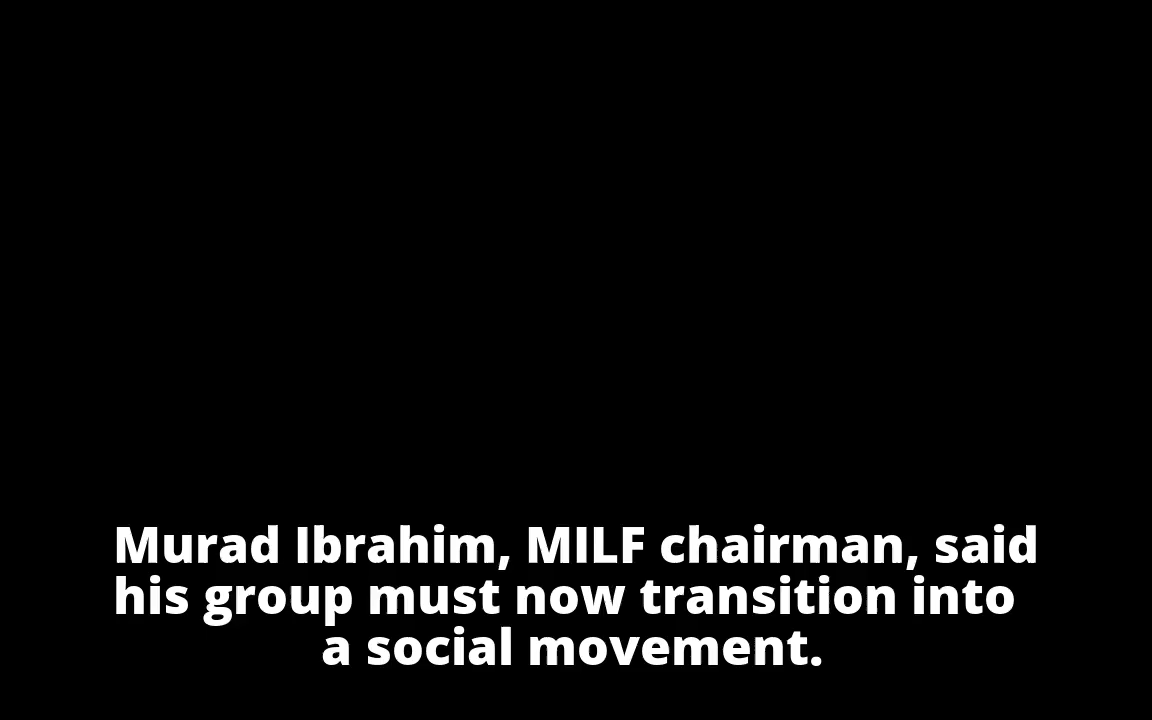 Murad Ibrahim, MILF chairman, said
his group must now transition into
a social movement.